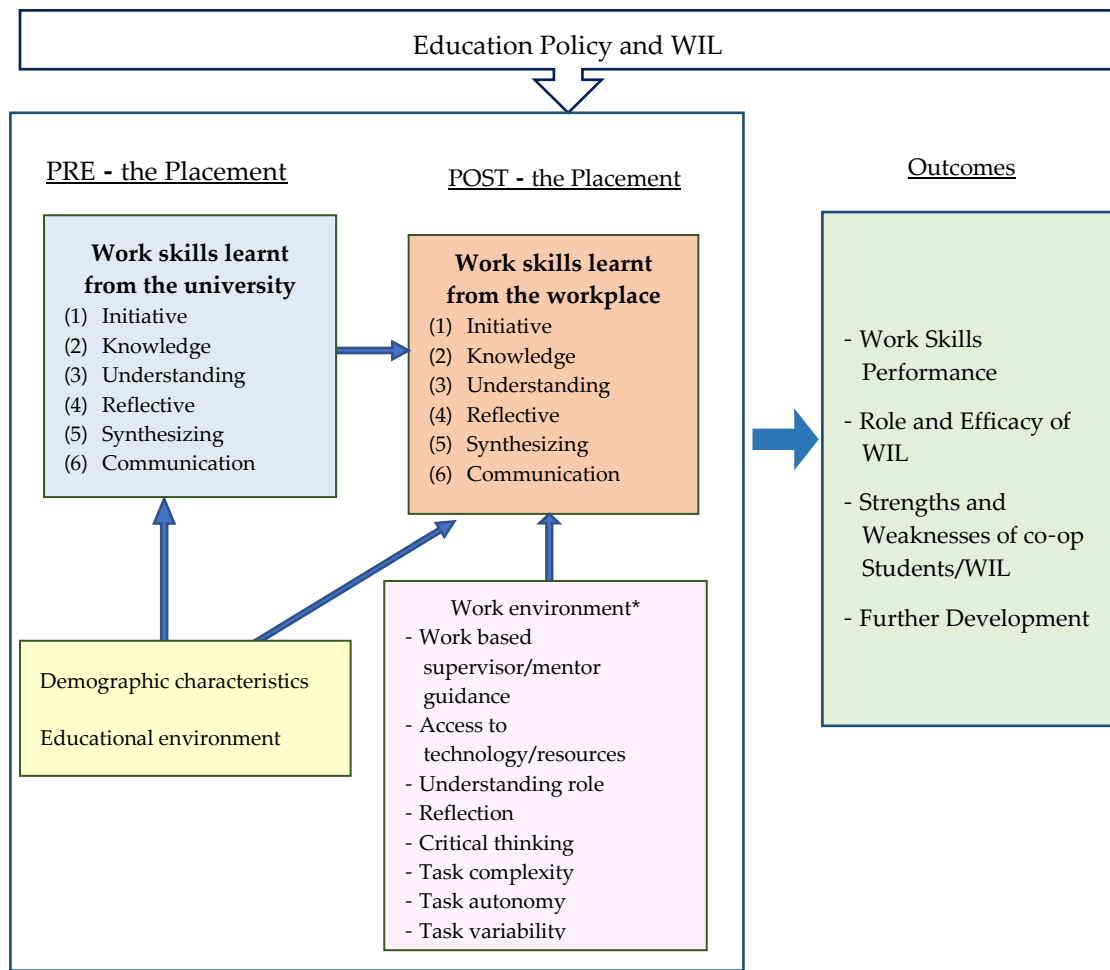 Education Policy and WIL
PRE - the Placement
Work skills learnt
from the university
(1) Initiative
(2) Knowledge
(3) Understanding
(4) Reflective
(5) Synthesizing
(6) Communication
POST - the Placement
Work skills learnt
from the workplace
(1) Initiative
(2) Knowledge
(3) Understanding
(4) Reflective
(5) Synthesizing
(6) Communication
Demographic characteristics
Educational environment
Work environment*
- Work based
supervisor/mentor
guidance
- Access to
technology/resources
- Understanding role
- Reflection
- Critical thinking
- Task complexity
- Task autonomy
- Task variability
Outcomes
- Work Skills
Performance
- Role and Efficacy of
WIL
- Strengths and
Weaknesses of co-op
Students/WIL
- Further Development